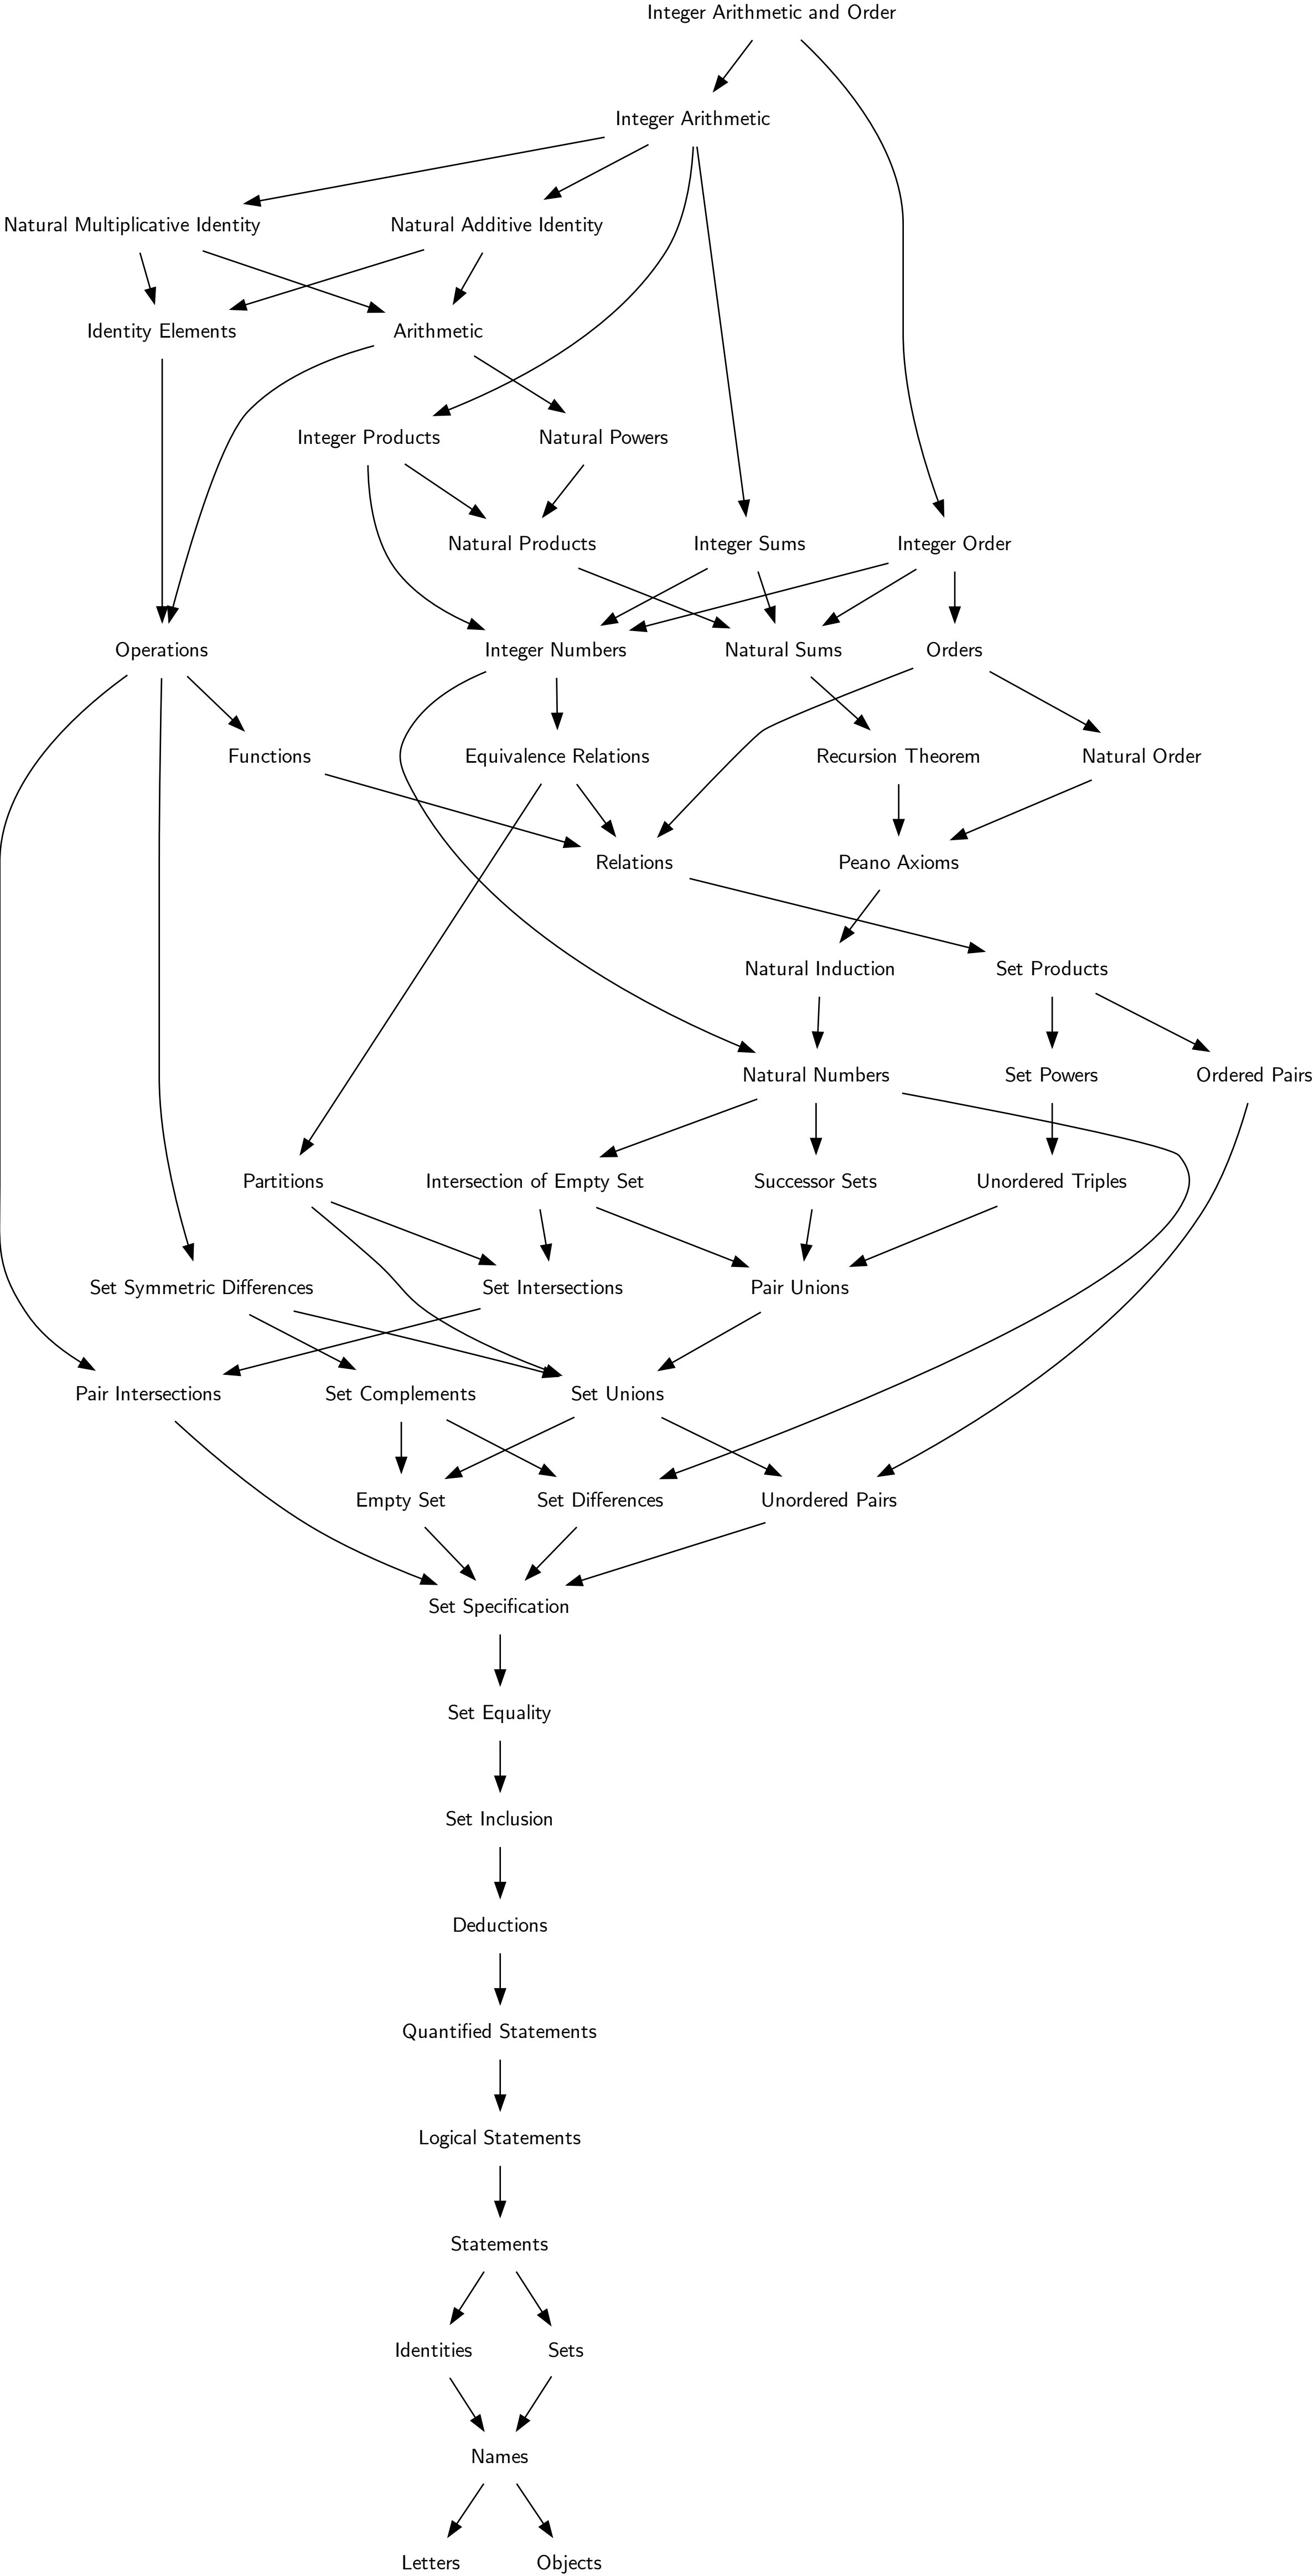 Integer Arithmetic and Order
Integer Arithmetic
Natural Multiplicative Identity
Natural Additive Identity
Identity Elements
Arithmetic
Integer Products
Natural Powers
Natural Products
Integer Sums
Integer Order
Operations
Integer Numbers
Natural Sums
Orders
Functions
Equivalence Relations
Recursion Theorem
Natural Order
Relations
Peano Axioms
Natural Induction
Set Products
Natural Numbers
Set Powers
Ordered Pairs
Partitions
Intersection of Empty Set
Successor Sets
Unordered Triples
Set Symmetric Differences
Set Intersections
Pair Unions
Pair Intersections
Set Complements
Set Unions
Empty Set
Set Differences
Unordered Pairs
Set Specification
Set Equality
Set Inclusion
Deductions
Quantified Statements
Logical Statements
Statements
Identities
Sets
Names
Letters
Objects